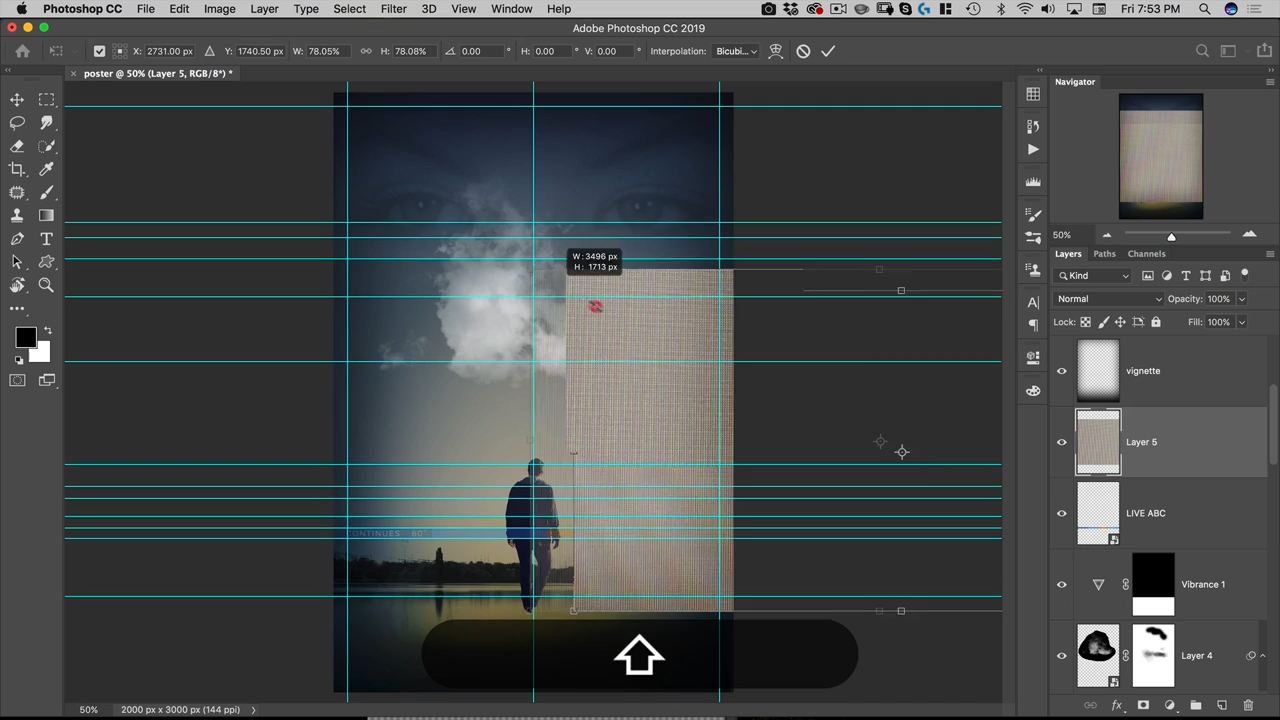 Photoshop CC File Edit Image Layer Type Select Filter 3D View Window Help Fri 7:53 PM
Adobe Photoshop CC 2019
X: 2731.00 px Y: 1740.50 px W: 78.05% H: 78.08% 0.00 ° H: 0.00 ° V: 0.00 ° Interpolation: Bicubi...
poster @ 50% (Layer 5, RGB/8*) *
Navigator
50%
Layers Paths Channels
Kind
Normal Opacity: 100%
Lock: Fill: 100%
vignette
Layer 5
LIVE ABC
Vibrance 1
Layer 4
W: 3496 px
H: 1713 px
CONTINUES 80°
50% 2000 px x 3000 px (144 ppi)